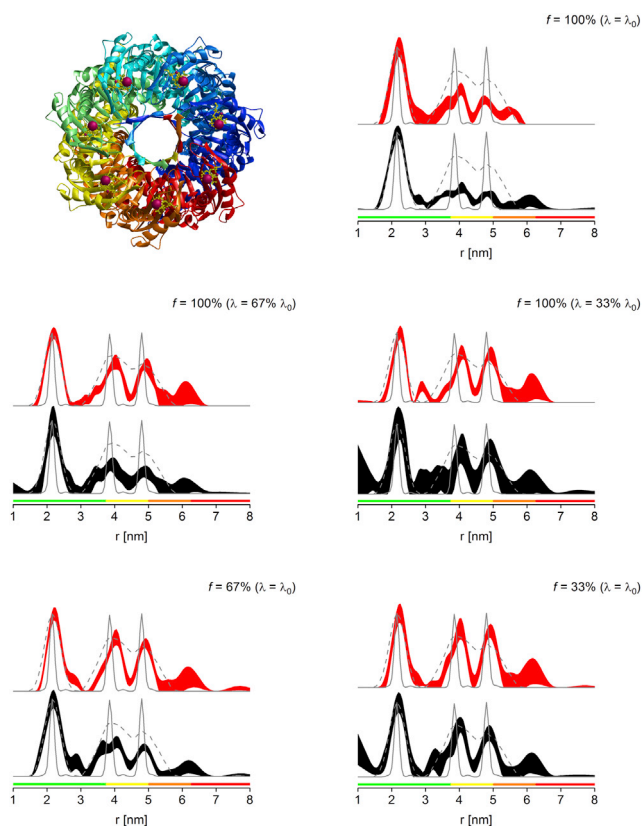 f = 100% (λ = λ0)
1 2 3 4 5 6 7 8
r [nm]
f = 100% (λ = 67% λ0)
1 2 3 4 5 6 7 8
r [nm]
f = 100% (λ = 33% λ0)
1 2 3 4 5 6 7 8
r [nm]
f = 67% (λ = λ0)
1 2 3 4 5 6 7 8
r [nm]
f = 33% (λ = λ0)
1 2 3 4 5 6 7 8
r [nm]